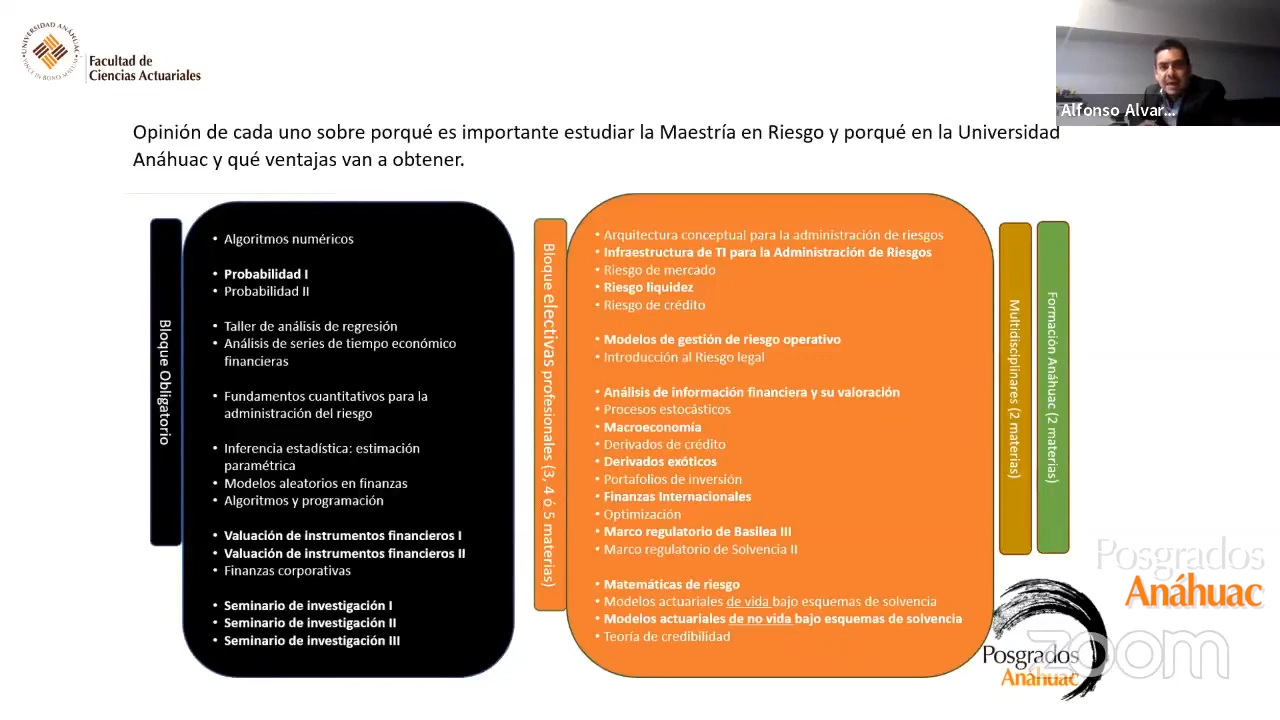 UNIVERSIDAD ANÁHUAC
VINCE IN BONO MALUM
Facultad de
Ciencias Actuariales
Alfonso Alvar...
Opinión de cada uno sobre porqué es importante estudiar la Maestría en Riesgo y porqué en la Universidad
Anáhuac y qué ventajas van a obtener.
Bloque Obligatorio
• Algoritmos numéricos
• Probabilidad I
• Probabilidad II
• Taller de análisis de regresión
• Análisis de series de tiempo económico
financieras
• Fundamentos cuantitativos para la
administración del riesgo
• Inferencia estadística: estimación
paramétrica
• Modelos aleatorios en finanzas
• Algoritmos y programación
• Valuación de instrumentos financieros I
• Valuación de instrumentos financieros II
• Finanzas corporativas
• Seminario de investigación I
• Seminario de investigación II
• Seminario de investigación III
Bloque electivas profesionales (3, 4 ó 5 materias)
• Arquitectura conceptual para la administración de riesgos
• Infraestructura de TI para la Administración de Riesgos
• Riesgo de mercado
• Riesgo liquidez
• Riesgo de crédito
• Modelos de gestión de riesgo operativo
• Introducción al Riesgo legal
• Análisis de información financiera y su valoración
• Procesos estocásticos
• Macroeconomía
• Derivados de crédito
• Derivados exóticos
• Portafolios de inversión
• Finanzas Internacionales
• Optimización
• Marco regulatorio de Basilea III
• Marco regulatorio de Solvencia II
• Matemáticas de riesgo
• Modelos actuariales de vida bajo esquemas de solvencia
• Modelos actuariales de no vida bajo esquemas de solvencia
• Teoría de credibilidad
Multidisciplinares (2 materias)
Formación Anáhuac (2 materias)
Posgrados
Anáhuac
Posgrados
Anáhuac
zoom